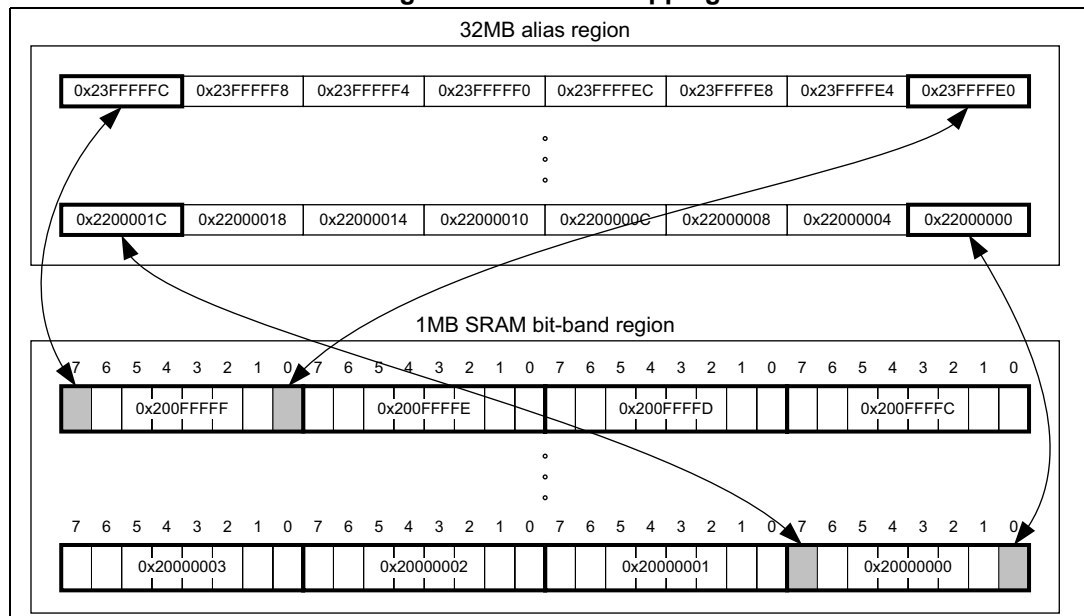 32MB alias region
0x23FFFFFC 0x23FFFFF8 0x23FFFFF4 0x23FFFFF0 0x23FFFFEC 0x23FFFFE8 0x23FFFFE4 0x23FFFFE0
0x2200001C 0x22000018 0x22000014 0x22000010 0x2200000C 0x22000008 0x22000004 0x22000000
1MB SRAM bit-band region
7 6 5 4 3 2 1 0 7 6 5 4 3 2 1 0 7 6 5 4 3 2 1 0 7 6 5 4 3 2 1 0
0x200FFFFF 0x200FFFFE 0x200FFFFD 0x200FFFFC
7 6 5 4 3 2 1 0 7 6 5 4 3 2 1 0 7 6 5 4 3 2 1 0 7 6 5 4 3 2 1 0
0x20000003 0x20000002 0x20000001 0x20000000